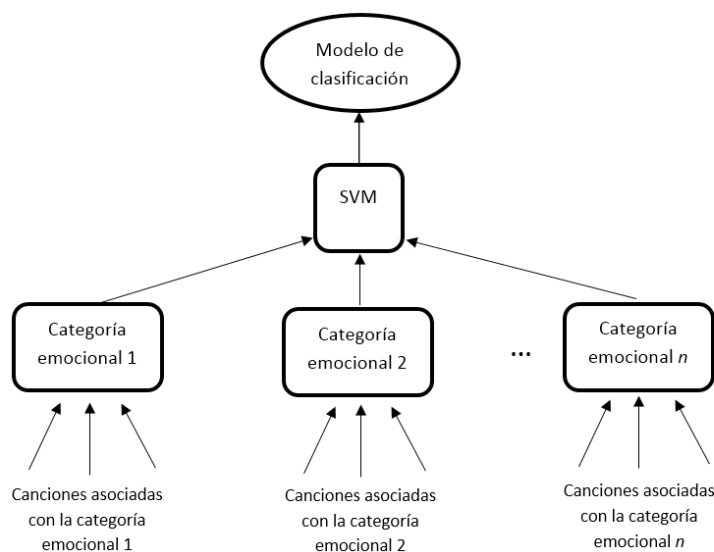 Modelo de
clasificación
SVM
Categoría
emocional 1
Categoría
emocional 2
...
Categoría
emocional n
Canciones asociadas
con la categoría
emocional 1
Canciones asociadas
con la categoría
emocional 2
Canciones asociadas
con la categoría
emocional n